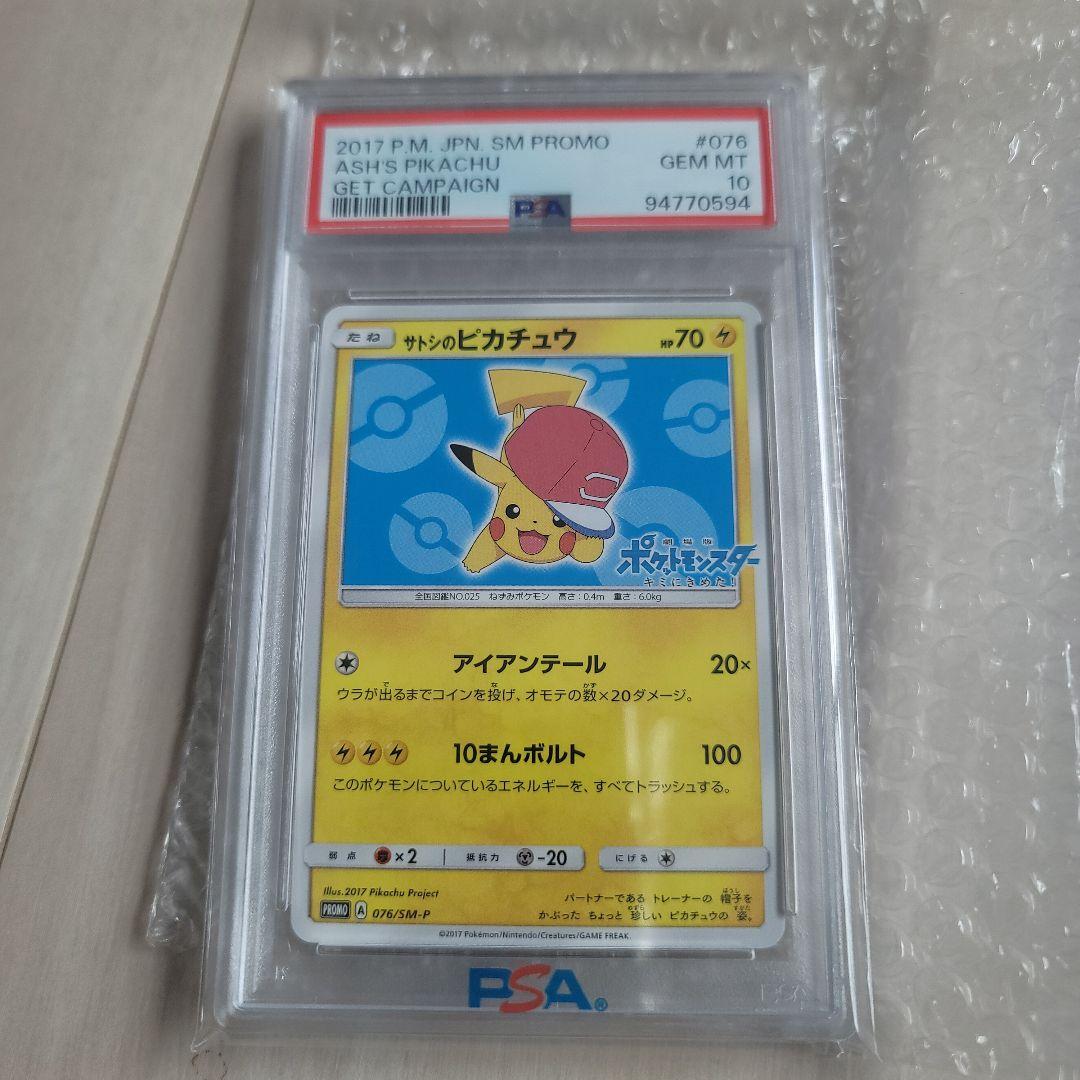 2017 P.M. JPN. SM PROMO #076
ASH'S PIKACHU GEM MT
GET CAMPAIGN 10
PSA 94770594
たね サトシのピカチュウ HP70
劇場版
ポケットモンスター
キミにきめた!
全国図鑑NO.025 ねずみポケモン 高さ:0.4m 重さ:6.0kg
アイアンテール 20×
ウラが出るまでコインを投げ、オモテの数×20ダメージ。
10まんボルト 100
このポケモンについているエネルギーを、すべてトラッシュする。
弱点 ×2 抵抗力 -20 にげる
Illus.2017 Pikachu Project
PROMO A 076/SM-P
パートナーである トレーナーの 帽子を
かぶった ちょっと 珍しい ピカチュウの 姿。
©2017 Pokémon/Nintendo/Creatures/GAME FREAK.
PSA®
PSA